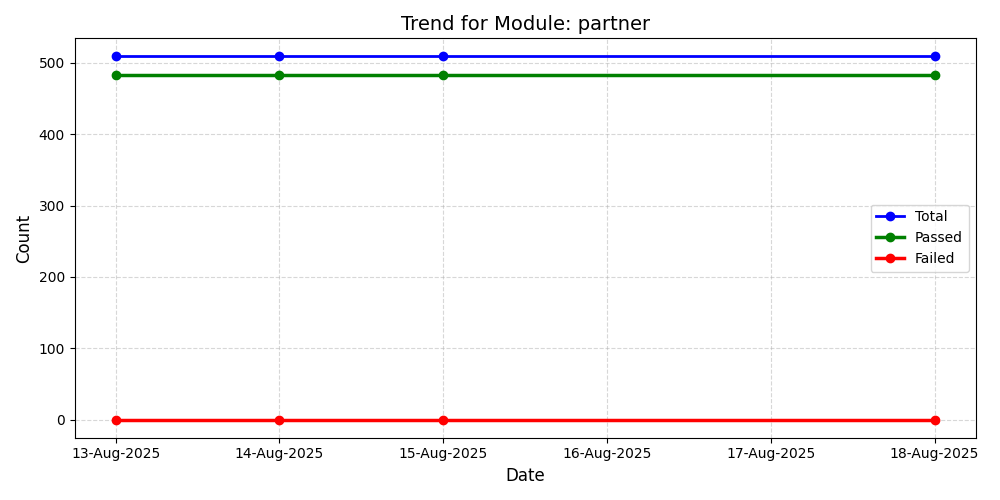 Trend for Module: partner
Count
500
400
300
200
100
0
Total
Passed
Failed
13-Aug-2025 14-Aug-2025 15-Aug-2025 16-Aug-2025 17-Aug-2025 18-Aug-2025
Date